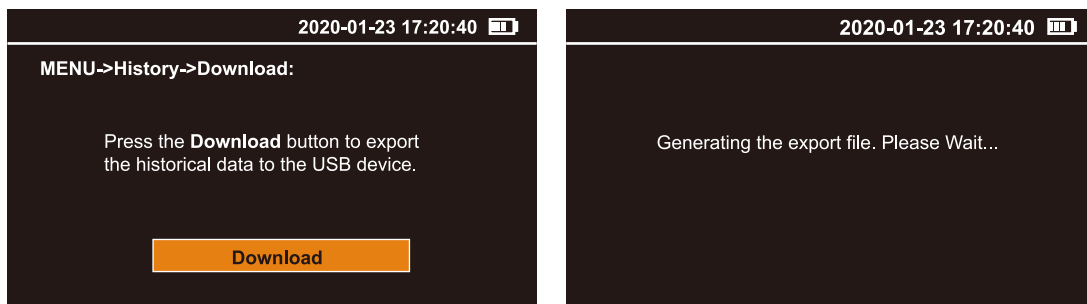 2020-01-23 17:20:40
MENU->History->Download:
Press the Download button to export
the historical data to the USB device.
Download
2020-01-23 17:20:40
Generating the export file. Please Wait...